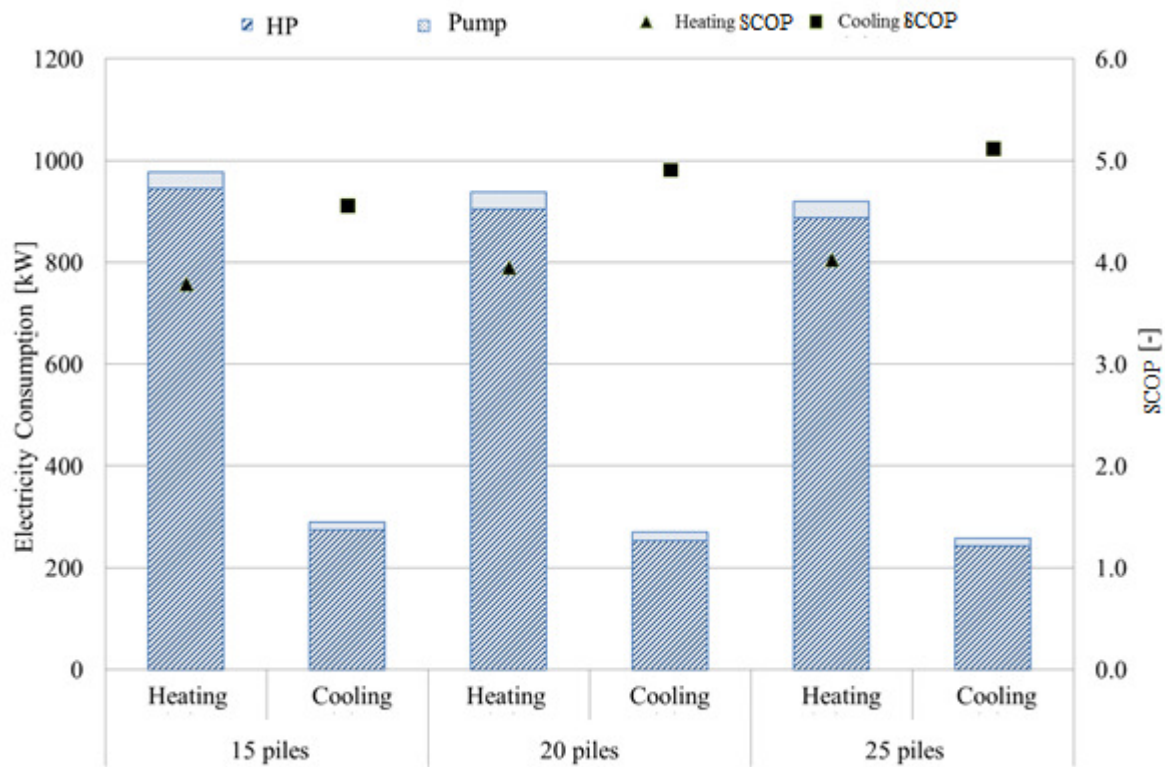 HP Pump Heating SCOP Cooling SCOP
1200 6.0
1000 5.0
800 4.0
600 3.0
400 2.0
200 1.0
0 0.0
Electricity Consumption [kW]
SCOP [-]
Heating Cooling Heating Cooling Heating Cooling
15 piles 20 piles 25 piles